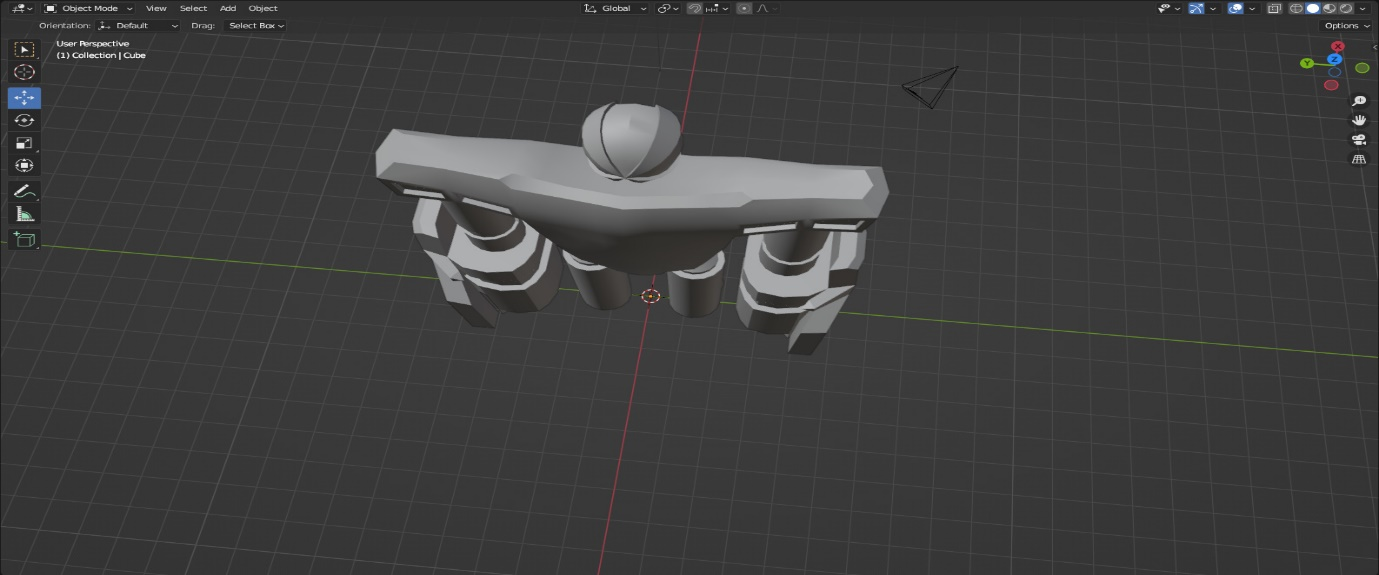 Object Mode View Select Add Object Global
Orientation: Default Drag: Select Box Options
User Perspective
(1) Collection | Cube
X
Y
Z